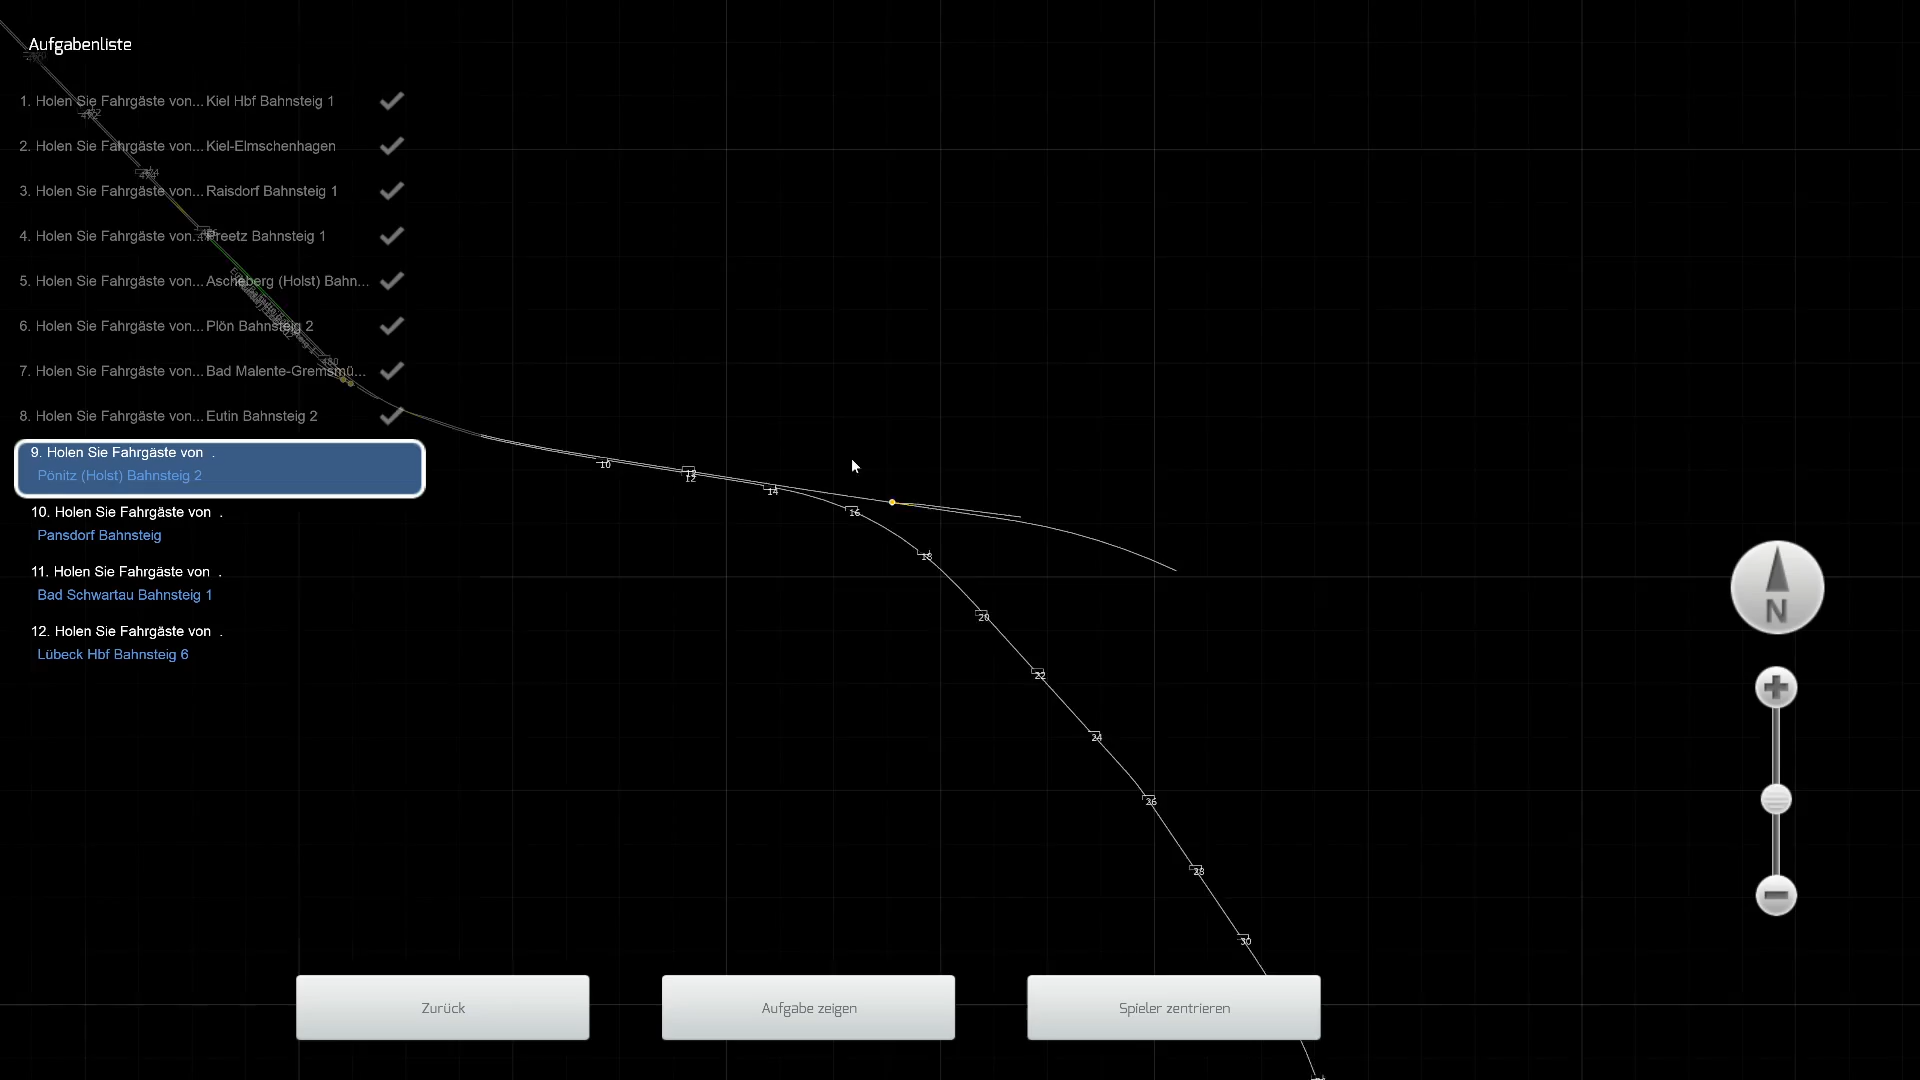 Aufgabenliste
1. Holen Sie Fahrgäste von... Kiel Hbf Bahnsteig 1
2. Holen Sie Fahrgäste von... Kiel-Elmschenhagen
3. Holen Sie Fahrgäste von... Raisdorf Bahnsteig 1
4. Holen Sie Fahrgäste von... Preetz Bahnsteig 1
5. Holen Sie Fahrgäste von... Ascheberg (Holst) Bahn...
6. Holen Sie Fahrgäste von... Plön Bahnsteig 2
7. Holen Sie Fahrgäste von... Bad Malente-Gremsmü...
8. Holen Sie Fahrgäste von... Eutin Bahnsteig 2
9. Holen Sie Fahrgäste von .
Pönitz (Holst) Bahnsteig 2
10. Holen Sie Fahrgäste von .
Pansdorf Bahnsteig
11. Holen Sie Fahrgäste von .
Bad Schwartau Bahnsteig 1
12. Holen Sie Fahrgäste von .
Lübeck Hbf Bahnsteig 6
472
474
480
10
12
12
14
16
18
20
22
24
26
28
30
N
Zurück
Aufgabe zeigen
Spieler zentrieren